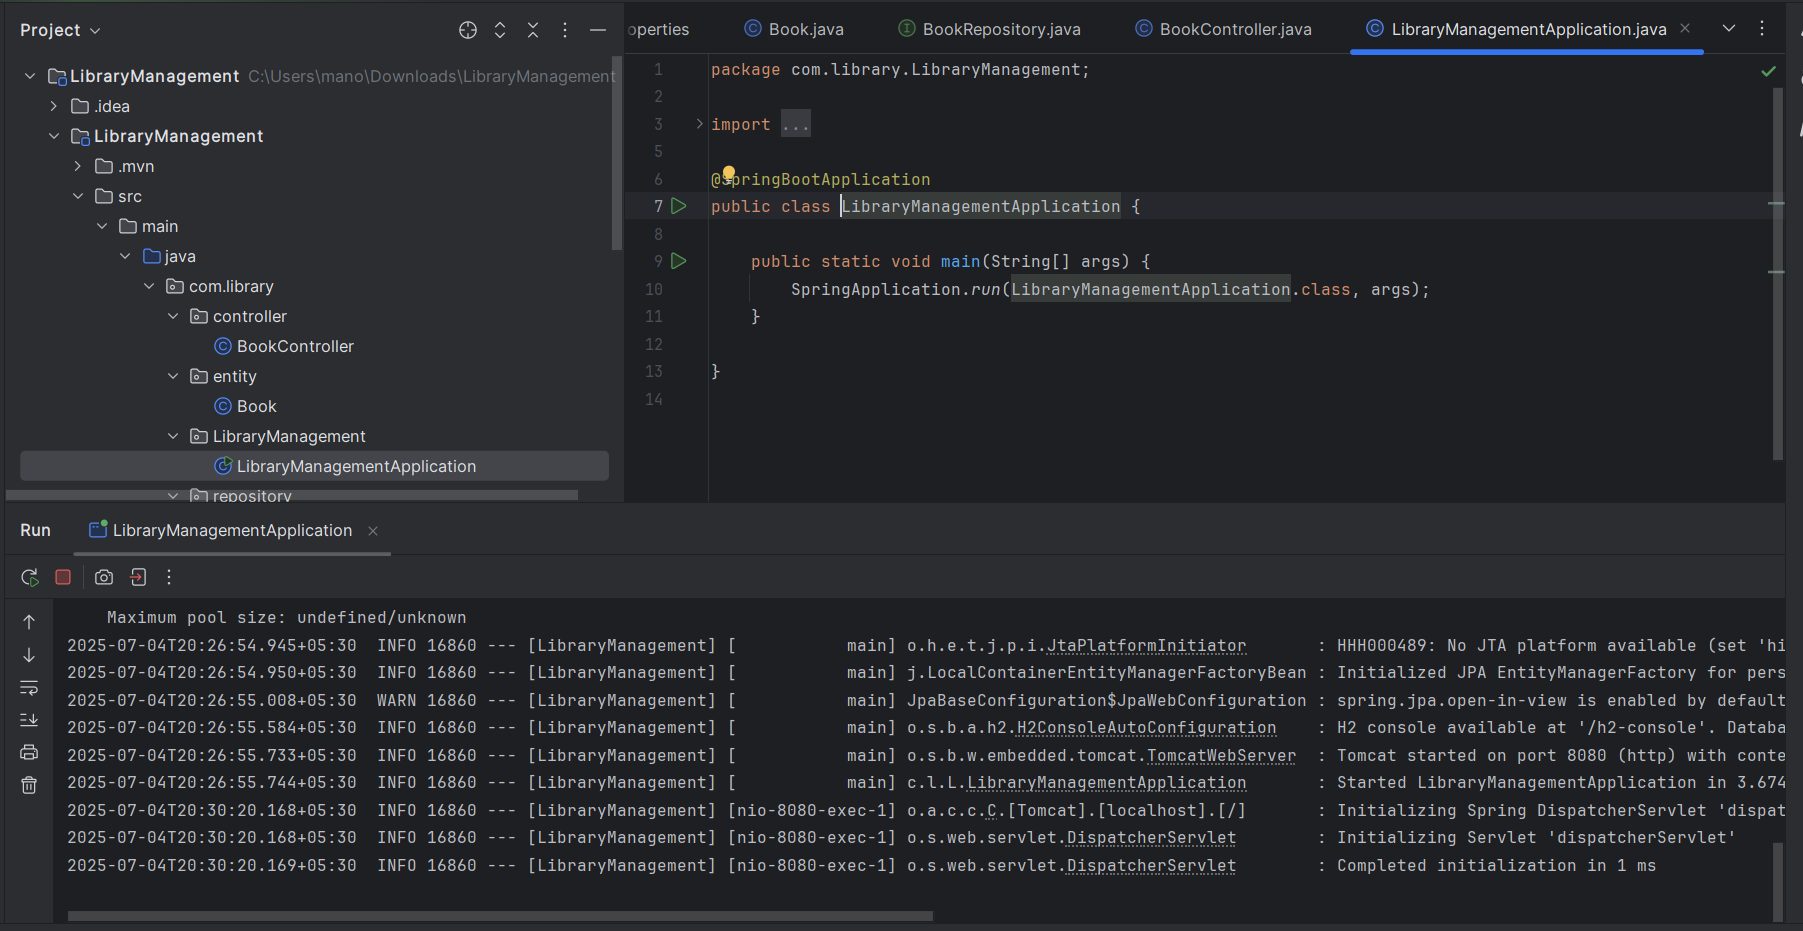 Project
LibraryManagement C:\Users\mano\Downloads\LibraryManagement
.idea
LibraryManagement
.mvn
src
main
java
com.library
controller
BookController
entity
Book
LibraryManagement
LibraryManagementApplication
repository
operties Book.java BookRepository.java BookController.java LibraryManagementApplication.java
1 package com.library.LibraryManagement;
2
3 import ...
5
6 @SpringBootApplication
7 public class LibraryManagementApplication {
8
9 public static void main(String[] args) {
10 SpringApplication.run(LibraryManagementApplication.class, args);
11 }
12
13 }
14
Run LibraryManagementApplication
Maximum pool size: undefined/unknown
2025-07-04T20:26:54.945+05:30 INFO 16860 --- [LibraryManagement] [ main] o.h.e.t.j.p.i.JtaPlatformInitiator : HHH000489: No JTA platform available (set 'hi
2025-07-04T20:26:54.950+05:30 INFO 16860 --- [LibraryManagement] [ main] j.LocalContainerEntityManagerFactoryBean : Initialized JPA EntityManagerFactory for pers
2025-07-04T20:26:55.008+05:30 WARN 16860 --- [LibraryManagement] [ main] JpaBaseConfiguration$JpaWebConfiguration : spring.jpa.open-in-view is enabled by default
2025-07-04T20:26:55.584+05:30 INFO 16860 --- [LibraryManagement] [ main] o.s.b.a.h2.H2ConsoleAutoConfiguration : H2 console available at '/h2-console'. Databa
2025-07-04T20:26:55.733+05:30 INFO 16860 --- [LibraryManagement] [ main] o.s.b.w.embedded.tomcat.TomcatWebServer : Tomcat started on port 8080 (http) with conte
2025-07-04T20:26:55.744+05:30 INFO 16860 --- [LibraryManagement] [ main] c.l.L.LibraryManagementApplication : Started LibraryManagementApplication in 3.674
2025-07-04T20:30:20.168+05:30 INFO 16860 --- [LibraryManagement] [nio-8080-exec-1] o.a.c.c.C.[Tomcat].[localhost].[/] : Initializing Spring DispatcherServlet 'dispat
2025-07-04T20:30:20.168+05:30 INFO 16860 --- [LibraryManagement] [nio-8080-exec-1] o.s.web.servlet.DispatcherServlet : Initializing Servlet 'dispatcherServlet'
2025-07-04T20:30:20.169+05:30 INFO 16860 --- [LibraryManagement] [nio-8080-exec-1] o.s.web.servlet.DispatcherServlet : Completed initialization in 1 ms